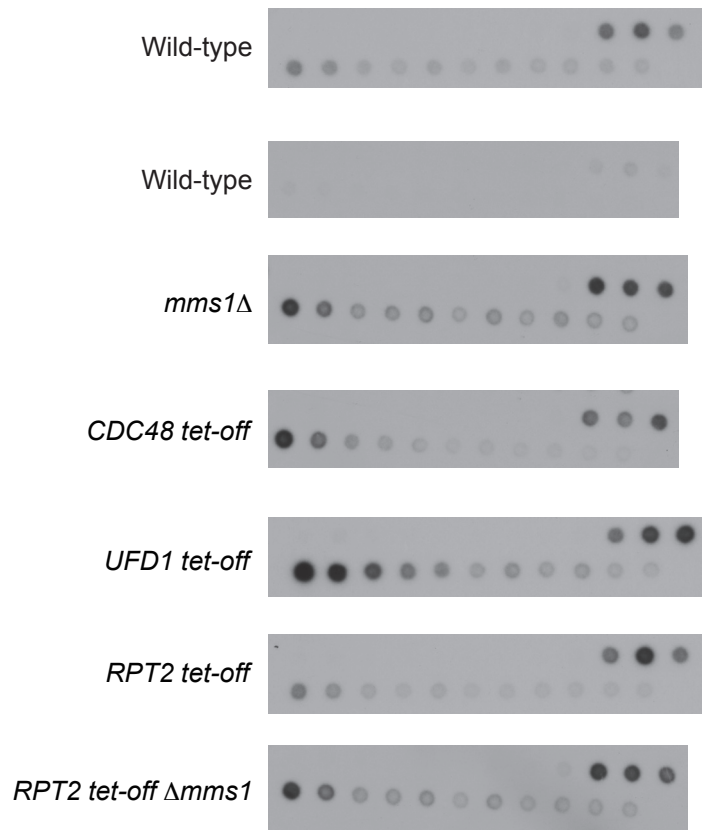 Wild-type
Wild-type
mms1Δ
CDC48 tet-off
UFD1 tet-off
RPT2 tet-off
RPT2 tet-off Δmms1